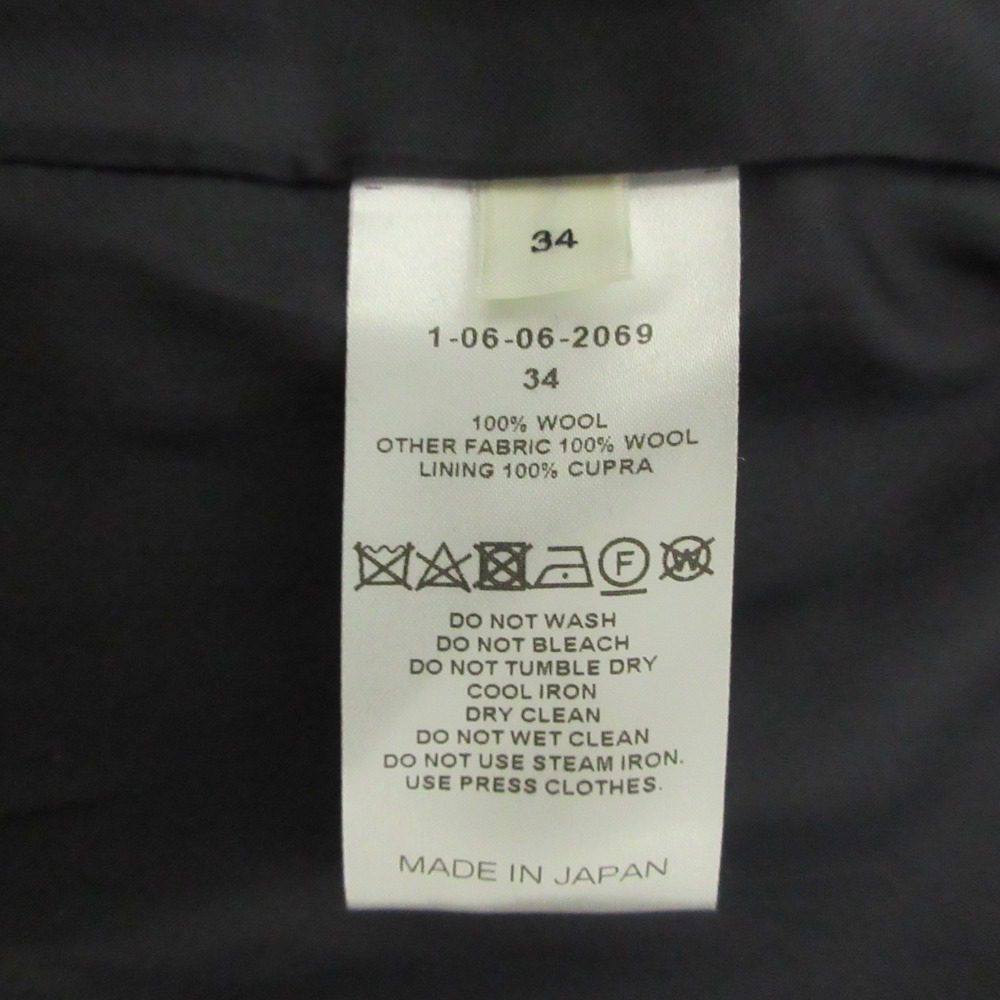 34
1-06-06-2069
34
100% WOOL
OTHER FABRIC 100% WOOL
LINING 100% CUPRA
F W
DO NOT WASH
DO NOT BLEACH
DO NOT TUMBLE DRY
COOL IRON
DRY CLEAN
DO NOT WET CLEAN
DO NOT USE STEAM IRON.
USE PRESS CLOTHES.
MADE IN JAPAN